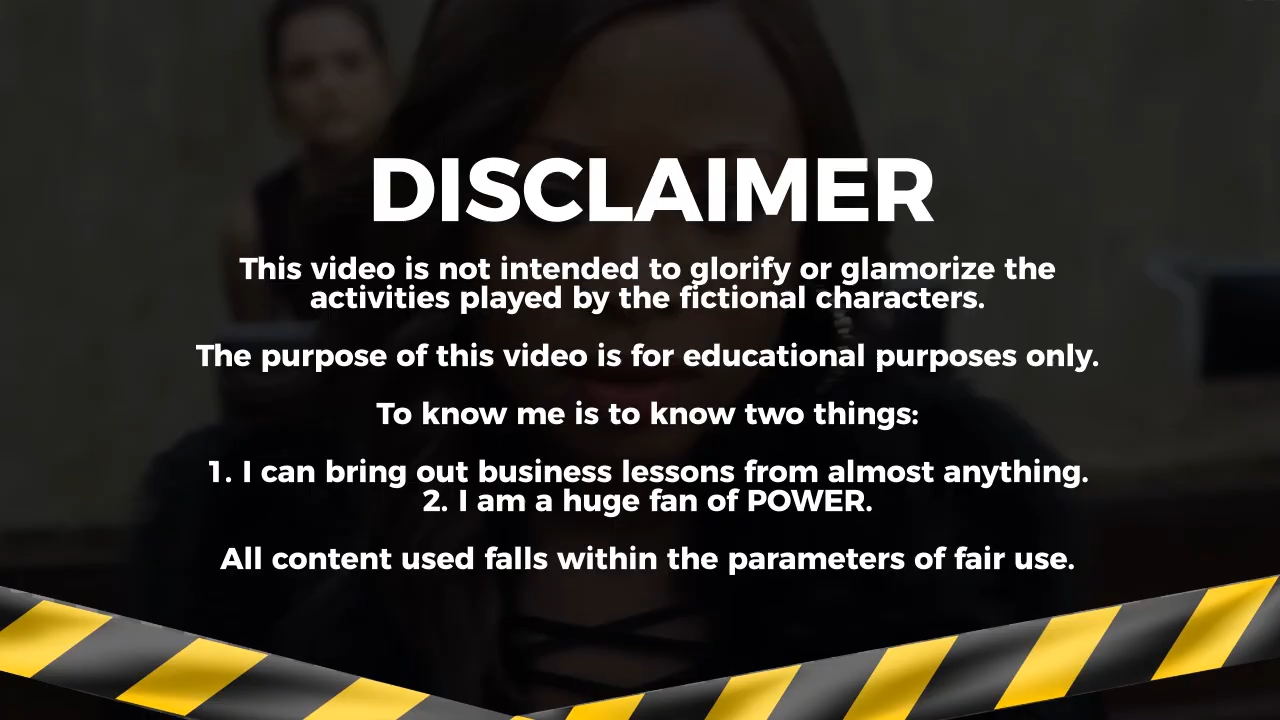 DISCLAIMER
This video is not intended to glorify or glamorize the
activities played by the fictional characters.
The purpose of this video is for educational purposes only.
To know me is to know two things:
1. I can bring out business lessons from almost anything.
2. I am a huge fan of POWER.
All content used falls within the parameters of fair use.